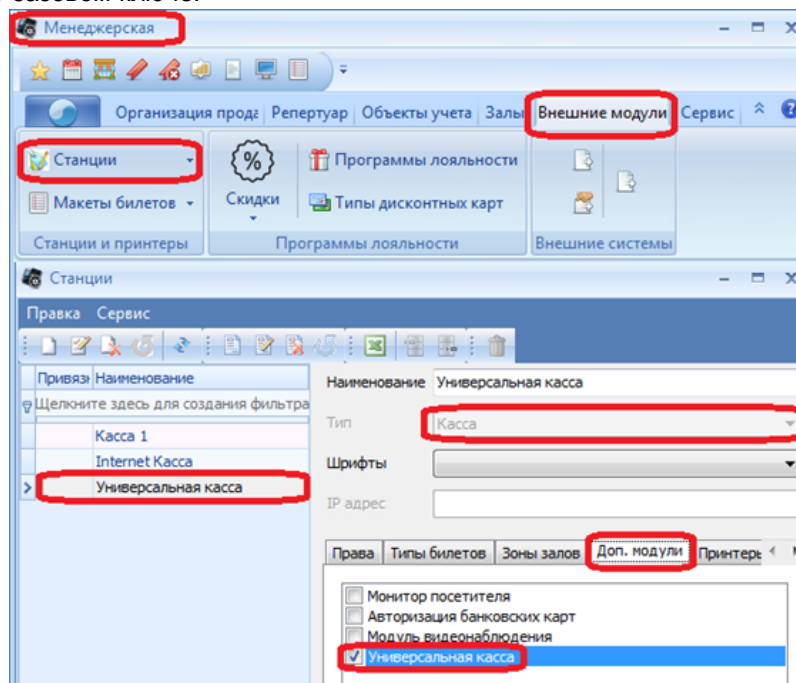 базовом ключе.
Менеджерская
Организация прода Репертуар Объекты учета Залы Внешние модули Сервис
Станции
Скидки
Программы лояльности
Макеты билетов
Типы дисконтных карт
Станции и принтеры Программы лояльности Внешние системы
Станции
Правка Сервис
Привязк Наименование
Наименование Универсальная касса
Щелкните здесь для создания фильтра
Тип Касса
Касса 1
Internet Касса
Шрифты
Универсальная касса
IP адрес
Права Типы билетов Зоны залов Доп. модули Принтеры
Монитор посетителя
Авторизация банковских карт
Модуль видеонаблюдения
Универсальная касса